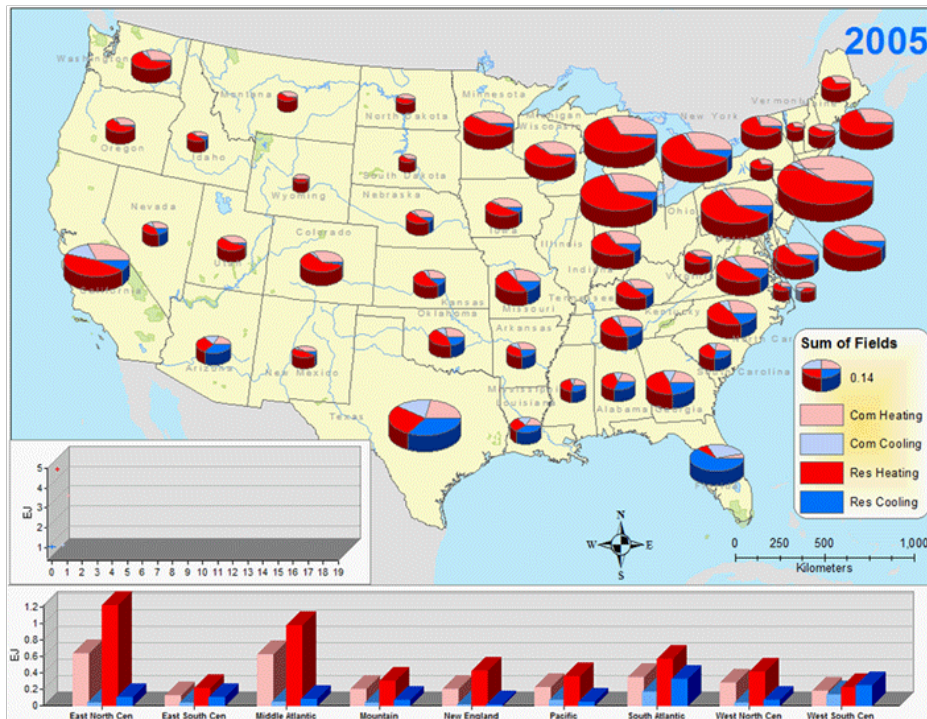 2005
Washington
Montana
North Dakota
Minnesota
Michigan
Wisconsin
New York
Vermont
Maine
Oregon
Idaho
South Dakota
Wyoming
Nebraska
Iowa
Nevada
Utah
Colorado
Illinois
Indiana
Ohio
California
Kansas
Missouri
Kentucky
Tennessee
Oklahoma
Arkansas
North Car
South Carolina
Arizona
New Mexico
Mississippi
Alabama
Georgia
Louisiana
Texas
Florida
Sum of Fields
0.14
Com Heating
Com Cooling
Res Heating
Res Cooling
N
W E
S
0 250 500 1,000
Kilometers
EJ
5
4
3
2
1
0 1 2 3 4 5 6 7 8 9 10 11 12 13 14 15 16 17 18 19
EJ
1.2
1
0.8
0.6
0.4
0.2
0
East North Cen East South Cen Middle Atlantic Mountain New England Pacific South Atlantic West North Cen West South Cen